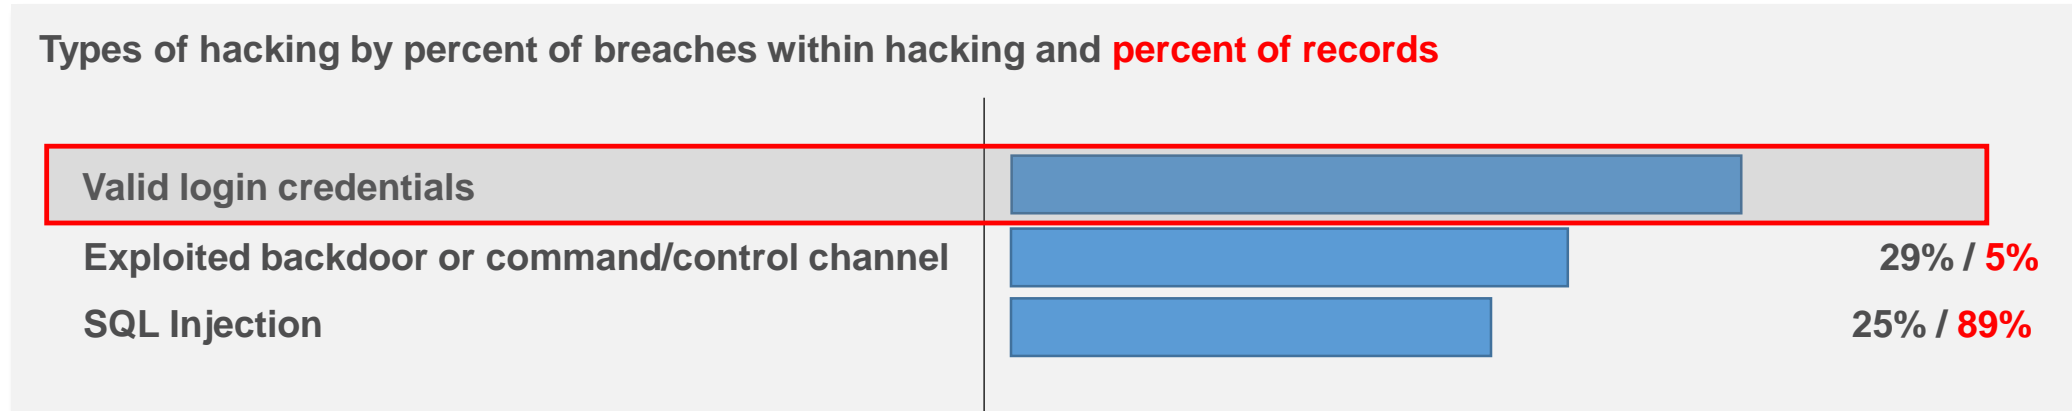 Types of hacking by percent of breaches within hacking and percent of records
Valid login credentials
Exploited backdoor or command/control channel 29% / 5%
SQL Injection 25% / 89%